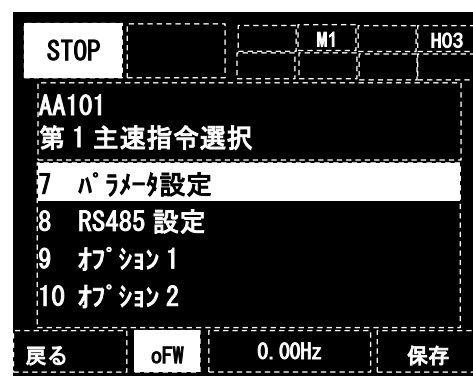 STOP M1 H03
AA101
第1主速指令選択
7 ﾊﾟﾗﾒｰﾀ設定
8 RS485 設定
9 ｵﾌﾟｼｮﾝ 1
10 ｵﾌﾟｼｮﾝ 2
戻る oFW 0.00Hz 保存